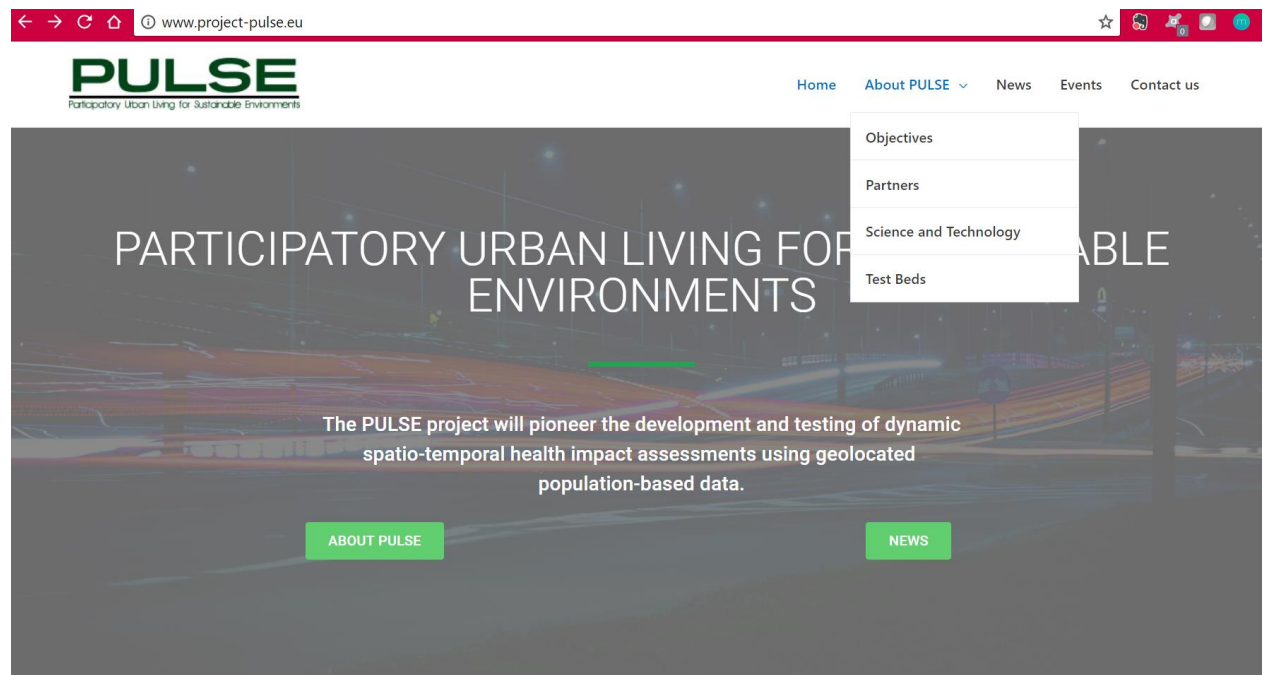 www.project-pulse.eu
PULSE
Participatory Urban Living for Sustainable Environments
Home About PULSE News Events Contact us
Objectives
Partners
Science and Technology
Test Beds
PARTICIPATORY URBAN LIVING FOR ABLE
ENVIRONMENTS
The PULSE project will pioneer the development and testing of dynamic
spatio-temporal health impact assessments using geolocated
population-based data.
ABOUT PULSE NEWS
0
m